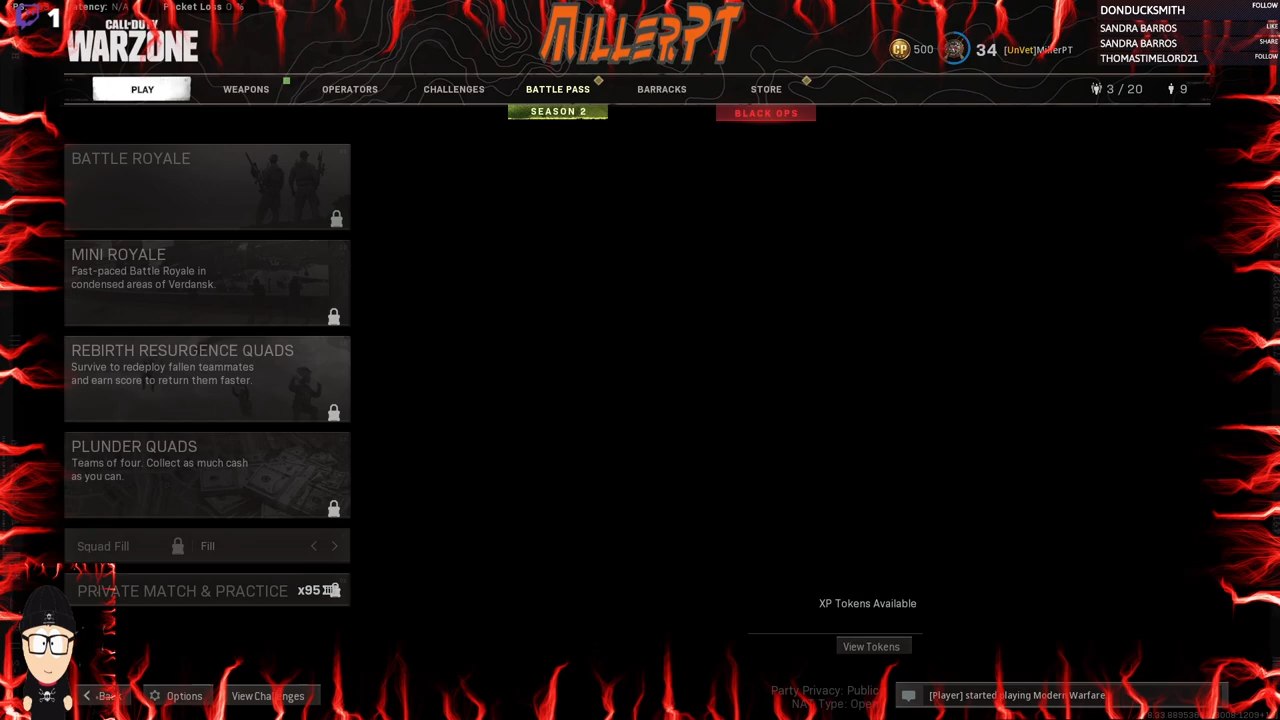 Latency: N/A Packet Loss 0 %
1
CALL OF DUTY
WARZONE
MILLERPT
CP 500 34 [UnVet]MillerPT
DONDUCKSMITH FOLLOW
SANDRA BARROS LIKE
SANDRA BARROS SHARE
THOMASTIMELORD21 FOLLOW
PLAY WEAPONS OPERATORS CHALLENGES BATTLE PASS BARRACKS STORE 3 / 20 9
SEASON 2 BLACK OPS
BATTLE ROYALE
MINI ROYALE
Fast-paced Battle Royale in
condensed areas of Verdansk.
REBIRTH RESURGENCE QUADS
Survive to redeploy fallen teammates
and earn score to return them faster.
PLUNDER QUADS
Teams of four. Collect as much cash
as you can.
Squad Fill Fill
PRIVATE MATCH & PRACTICE x95
XP Tokens Available
View Tokens
Back Options View Challenges
Party Privacy: Public
NAT Type: Open
[Player] started playing Modern Warfare